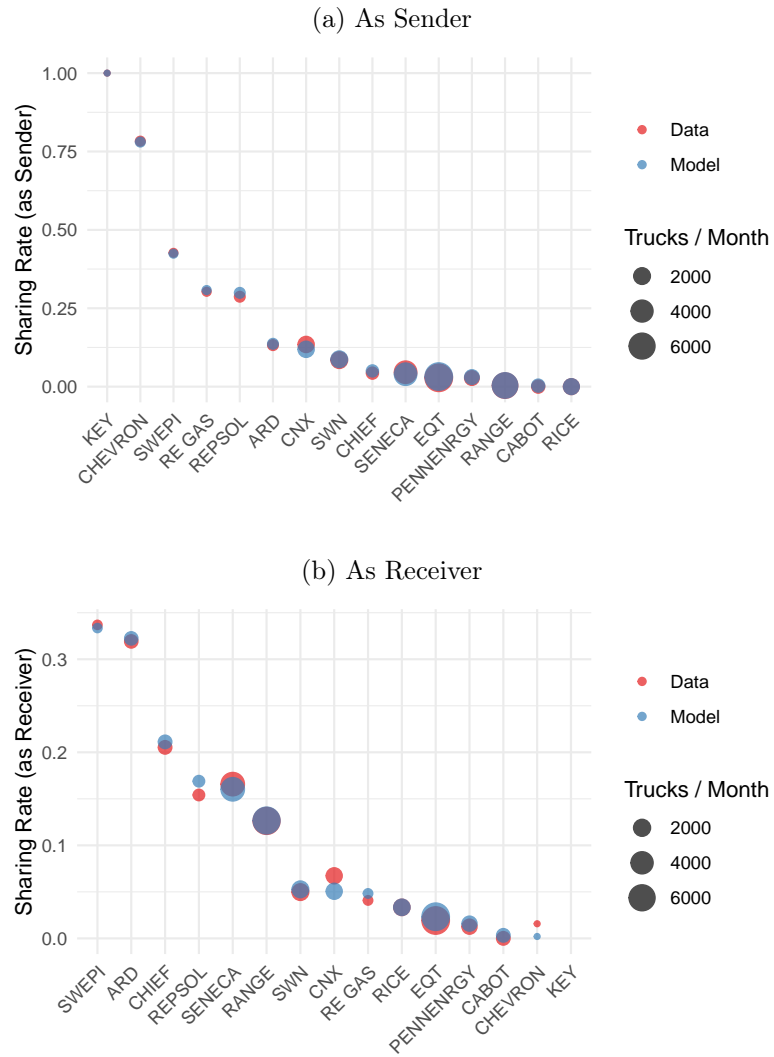 (a) As Sender
Sharing Rate (as Sender)
1.00
0.75
0.50
0.25
0.00
KEY
CHEVRON
SWEPI
RE GAS
REPSOL
ARD
CNX
SWN
CHIEF
SENECA
EQT
PENNENRGY
RANGE
CABOT
RICE
Data
Model
Trucks / Month
2000
4000
6000
(b) As Receiver
Sharing Rate (as Receiver)
0.3
0.2
0.1
0.0
SWEPI
ARD
CHIEF
REPSOL
SENECA
RANGE
SWN
CNX
RE GAS
RICE
EQT
PENNENRGY
CABOT
CHEVRON
KEY
Data
Model
Trucks / Month
2000
4000
6000